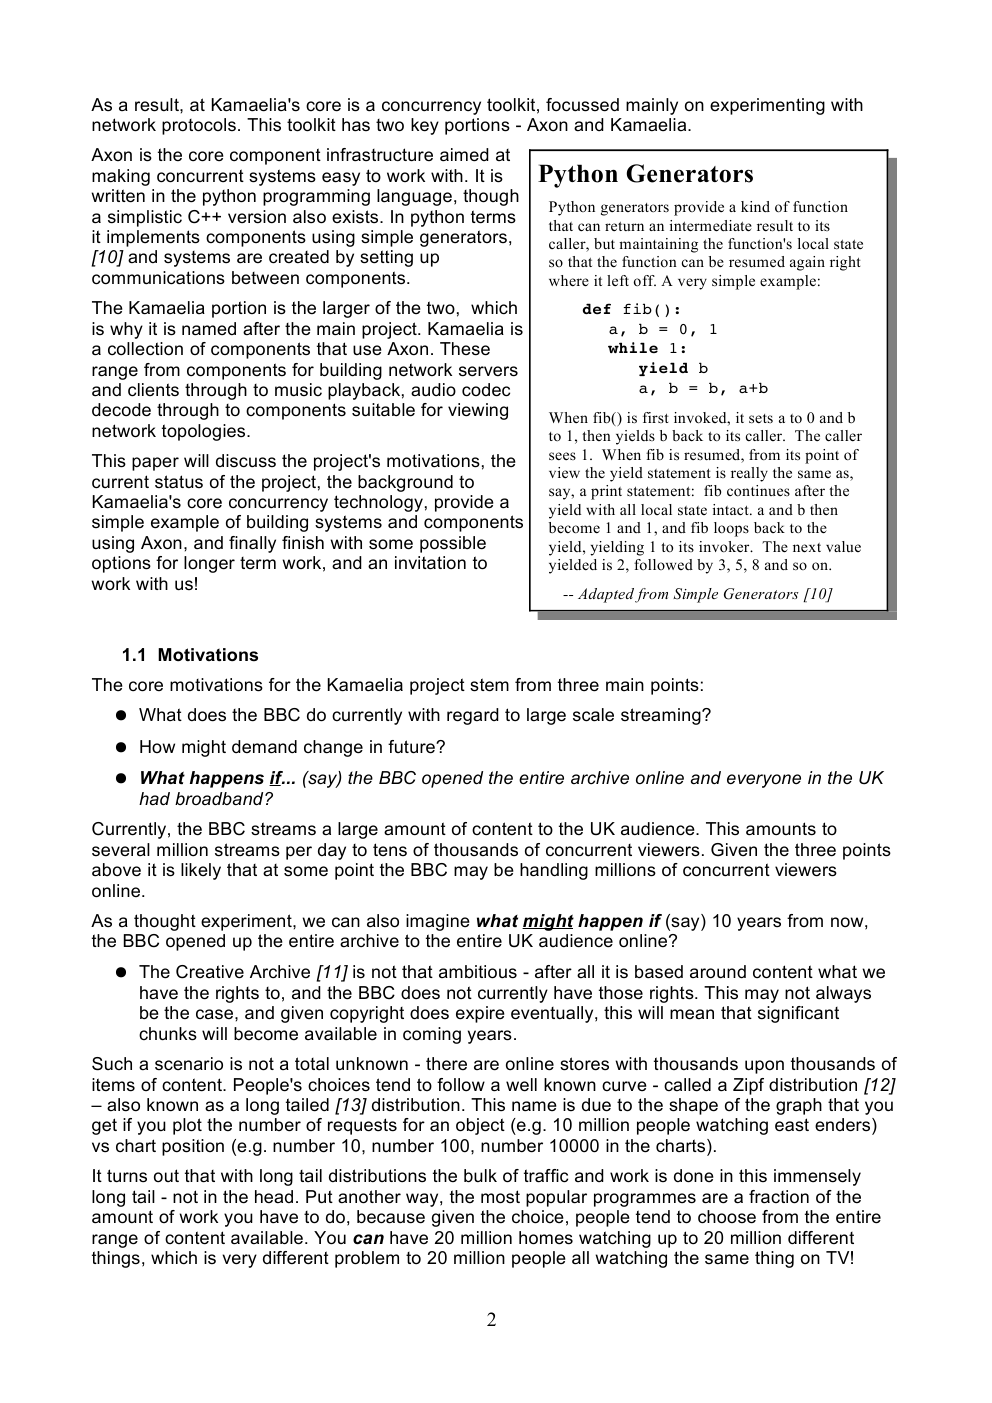 As a result, at Kamaelia's core is a concurrency toolkit, focussed mainly on experimenting with
network protocols. This toolkit has two key portions - Axon and Kamaelia.
Axon is the core component infrastructure aimed at
making concurrent systems easy to work with. It is
written in the python programming language, though
a simplistic C++ version also exists. In python terms
it implements components using simple generators,
[10] and systems are created by setting up
communications between components.
The Kamaelia portion is the larger of the two,  which
is why it is named after the main project. Kamaelia is
a collection of components that use Axon. These
range from components for building network servers
and clients through to music playback, audio codec
decode through to components suitable for viewing
network topologies.
This paper will discuss the project's motivations, the
current status of the project, the background to
Kamaelia's core concurrency technology, provide a
simple example of building systems and components
using Axon, and finally finish with some possible
options for longer term work, and an invitation to
work with us!
Python Generators
Python generators provide a kind of function
that can return an intermediate result to its
caller, but maintaining the function's local state
so that the function can be resumed again right
where it left off. A very simple example:
def fib():
a, b = 0, 1
while 1:
yield b
a, b = b, a+b
When fib() is first invoked, it sets a to 0 and b
to 1, then yields b back to its caller.  The caller
sees 1.  When fib is resumed, from its point of
view the yield statement is really the same as,
say, a print statement:  fib continues after the
yield with all local state intact. a and b then
become 1 and 1, and fib loops back to the
yield, yielding 1 to its invoker.  The next value
yielded is 2, followed by 3, 5, 8 and so on.
-- Adapted from Simple Generators [10]
1.1  Motivations
The core motivations for the Kamaelia project stem from three main points:
● What does the BBC do currently with regard to large scale streaming?
● How might demand change in future?
● What happens if... (say) the BBC opened the entire archive online and everyone in the UK
had broadband?
Currently, the BBC streams a large amount of content to the UK audience. This amounts to
several million streams per day to tens of thousands of concurrent viewers. Given the three points
above it is likely that at some point the BBC may be handling millions of concurrent viewers
online.
As a thought experiment, we can also imagine what might happen if (say) 10 years from now,
the BBC opened up the entire archive to the entire UK audience online?
● The Creative Archive [11] is not that ambitious - after all it is based around content what we
have the rights to, and the BBC does not currently have those rights. This may not always
be the case, and given copyright does expire eventually, this will mean that significant
chunks will become available in coming years.
Such a scenario is not a total unknown - there are online stores with thousands upon thousands of
items of content. People's choices tend to follow a well known curve - called a Zipf distribution [12]
– also known as a long tailed [13] distribution. This name is due to the shape of the graph that you
get if you plot the number of requests for an object (e.g. 10 million people watching east enders)
vs chart position (e.g. number 10, number 100, number 10000 in the charts).
It turns out that with long tail distributions the bulk of traffic and work is done in this immensely
long tail - not in the head. Put another way, the most popular programmes are a fraction of the
amount of work you have to do, because given the choice, people tend to choose from the entire
range of content available. You can have 20 million homes watching up to 20 million different
things, which is very different problem to 20 million people all watching the same thing on TV!
2